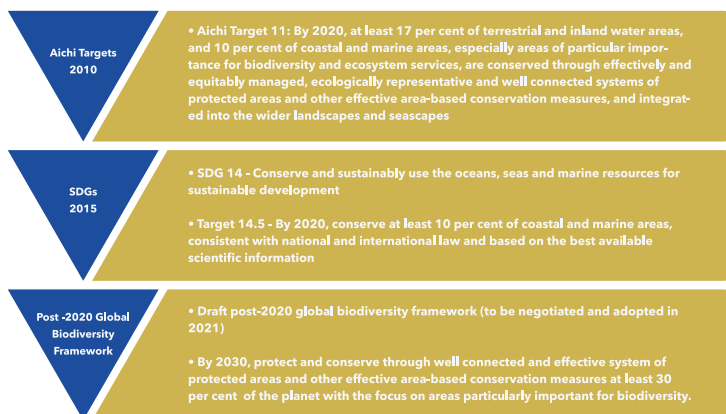 Aichi Targets
2010
• Aichi Target 11: By 2020, at least 17 per cent of terrestrial and inland water areas,
and 10 per cent of coastal and marine areas, especially areas of particular impor-
tance for biodiversity and ecosystem services, are conserved through effectively and
equitably managed, ecologically representative and well connected systems of
protected areas and other effective area-based conservation measures, and integrat-
ed into the wider landscapes and seascapes
SDGs
2015
• SDG 14 - Conserve and sustainably use the oceans, seas and marine resources for
sustainable development
• Target 14.5 - By 2020, conserve at least 10 per cent of coastal and marine areas,
consistent with national and international law and based on the best available
scientific information
Post -2020 Global
Biodiversity
Framework
• Draft post-2020 global biodiversity framework (to be negotiated and adopted in
2021)
• By 2030, protect and conserve through well connected and effective system of
protected areas and other effective area-based conservation measures at least 30
per cent of the planet with the focus on areas particularly important for biodiversity.